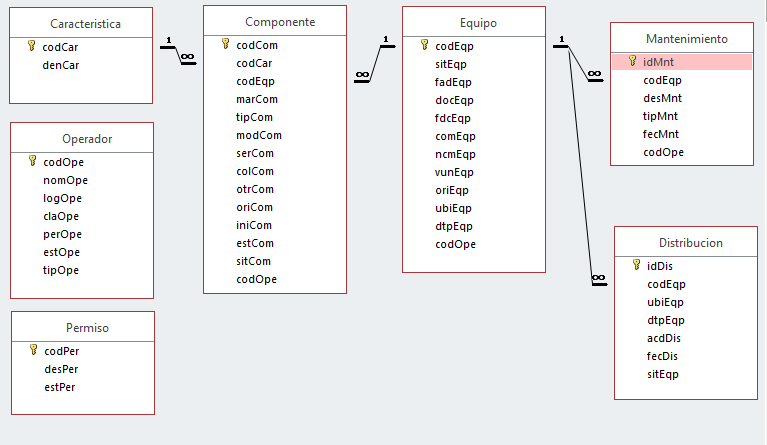 Caracteristica
codCar
denCar
Operador
codOpe
nomOpe
logOpe
claOpe
perOpe
estOpe
tipOpe
Permiso
codPer
desPer
estPer
1
∞
Componente
codCom
codCar
codEqp
marCom
tipCom
modCom
serCom
colCom
otrCom
oriCom
iniCom
estCom
sitCom
codOpe
1
∞
Equipo
codEqp
sitEqp
fadEqp
docEqp
fdcEqp
comEqp
ncmEqp
vunEqp
oriEqp
ubiEqp
dtpEqp
codOpe
1
∞
∞
Mantenimiento
idMnt
codEqp
desMnt
tipMnt
fecMnt
codOpe
Distribucion
idDis
codEqp
ubiEqp
dtpEqp
acdDis
fecDis
sitEqp